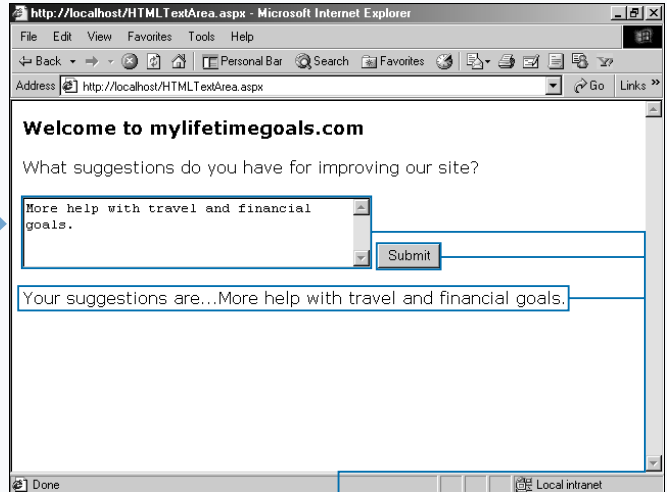 http://localhost/HTMLTextArea.aspx - Microsoft Internet Explorer
File Edit View Favorites Tools Help
Back Personal Bar Search Favorites
Address http://localhost/HTMLTextArea.aspx Go Links »
Welcome to mylifetimegoals.com
What suggestions do you have for improving our site?
More help with travel and financial
goals.
Submit
Your suggestions are...More help with travel and financial goals.
Done Local intranet